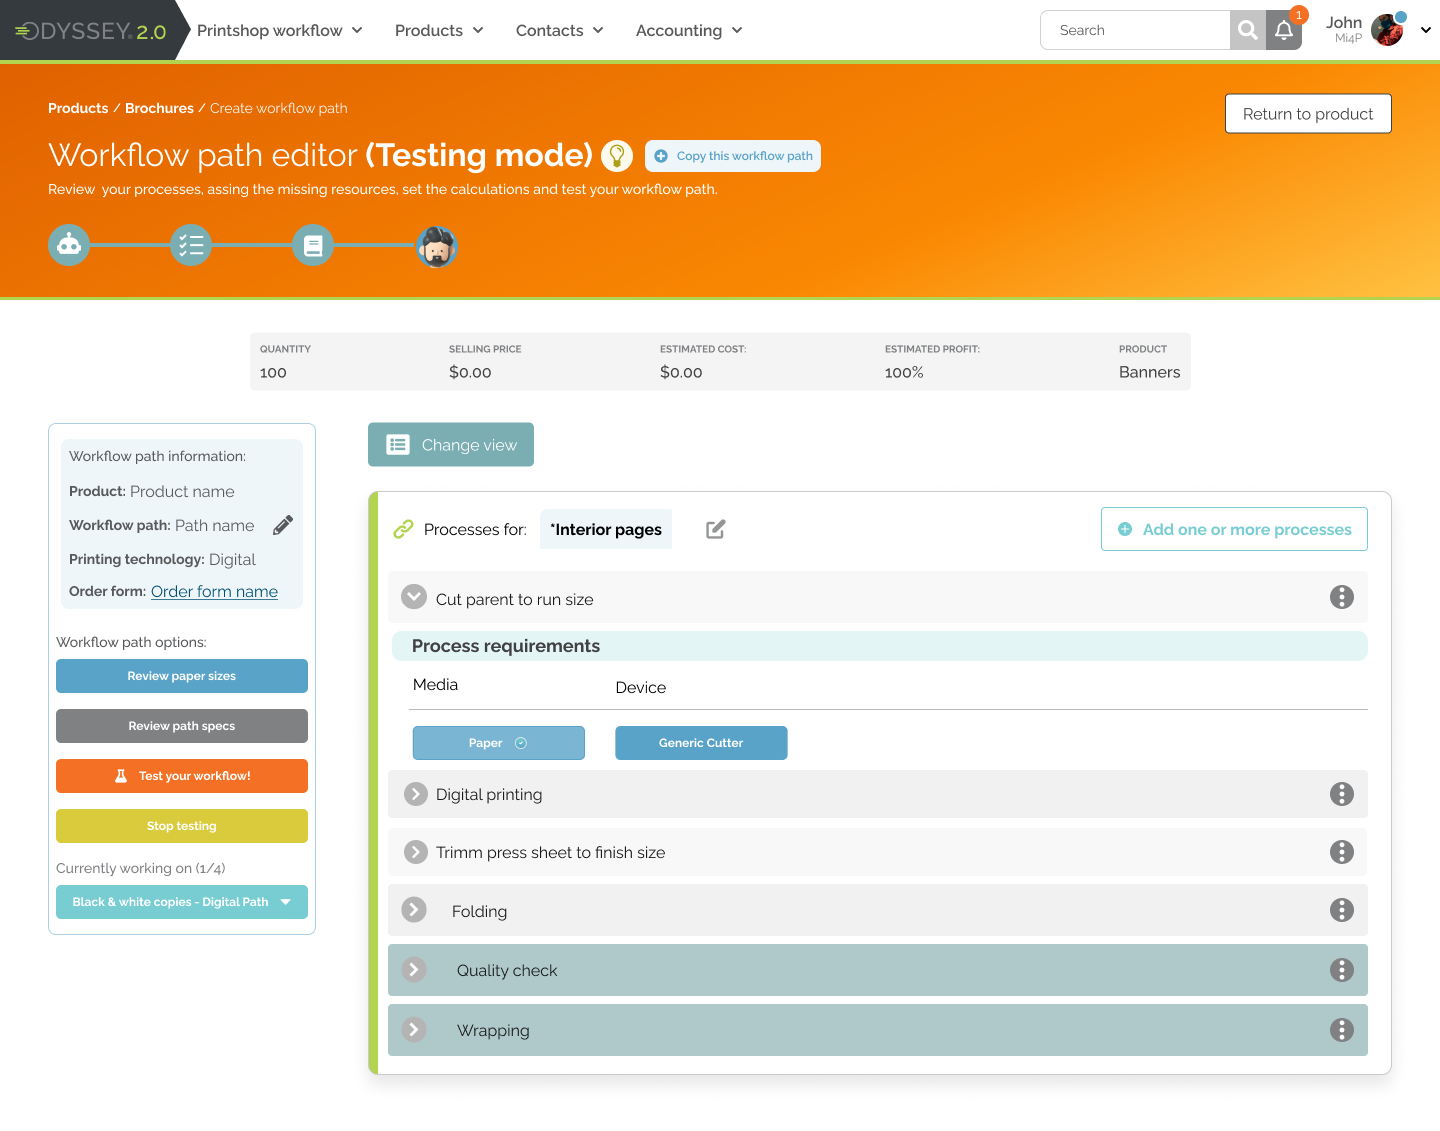 ODYSSEY® 2.0
Printshop workflow
Products
Contacts
Accounting
Search
1
John
Mi4P
Products / Brochures / Create workflow path
Return to product
Workflow path editor (Testing mode)
Copy this workflow path
Review  your processes, assing the missing resources, set the calculations and test your workflow path.
QUANTITY
100
SELLING PRICE
$0.00
ESTIMATED COST:
$0.00
ESTIMATED PROFIT:
100%
PRODUCT
Banners
Workflow path information:
Product: Product name
Workflow path: Path name
Printing technology: Digital
Order form: Order form name
Workflow path options:
Review paper sizes
Review path specs
Test your workflow!
Stop testing
Currently working on (1/4)
Black & white copies - Digital Path
Change view
Processes for: *Interior pages
Add one or more processes
Cut parent to run size
Process requirements
Media
Device
Paper
Generic Cutter
Digital printing
Trimm press sheet to finish size
Folding
Quality check
Wrapping